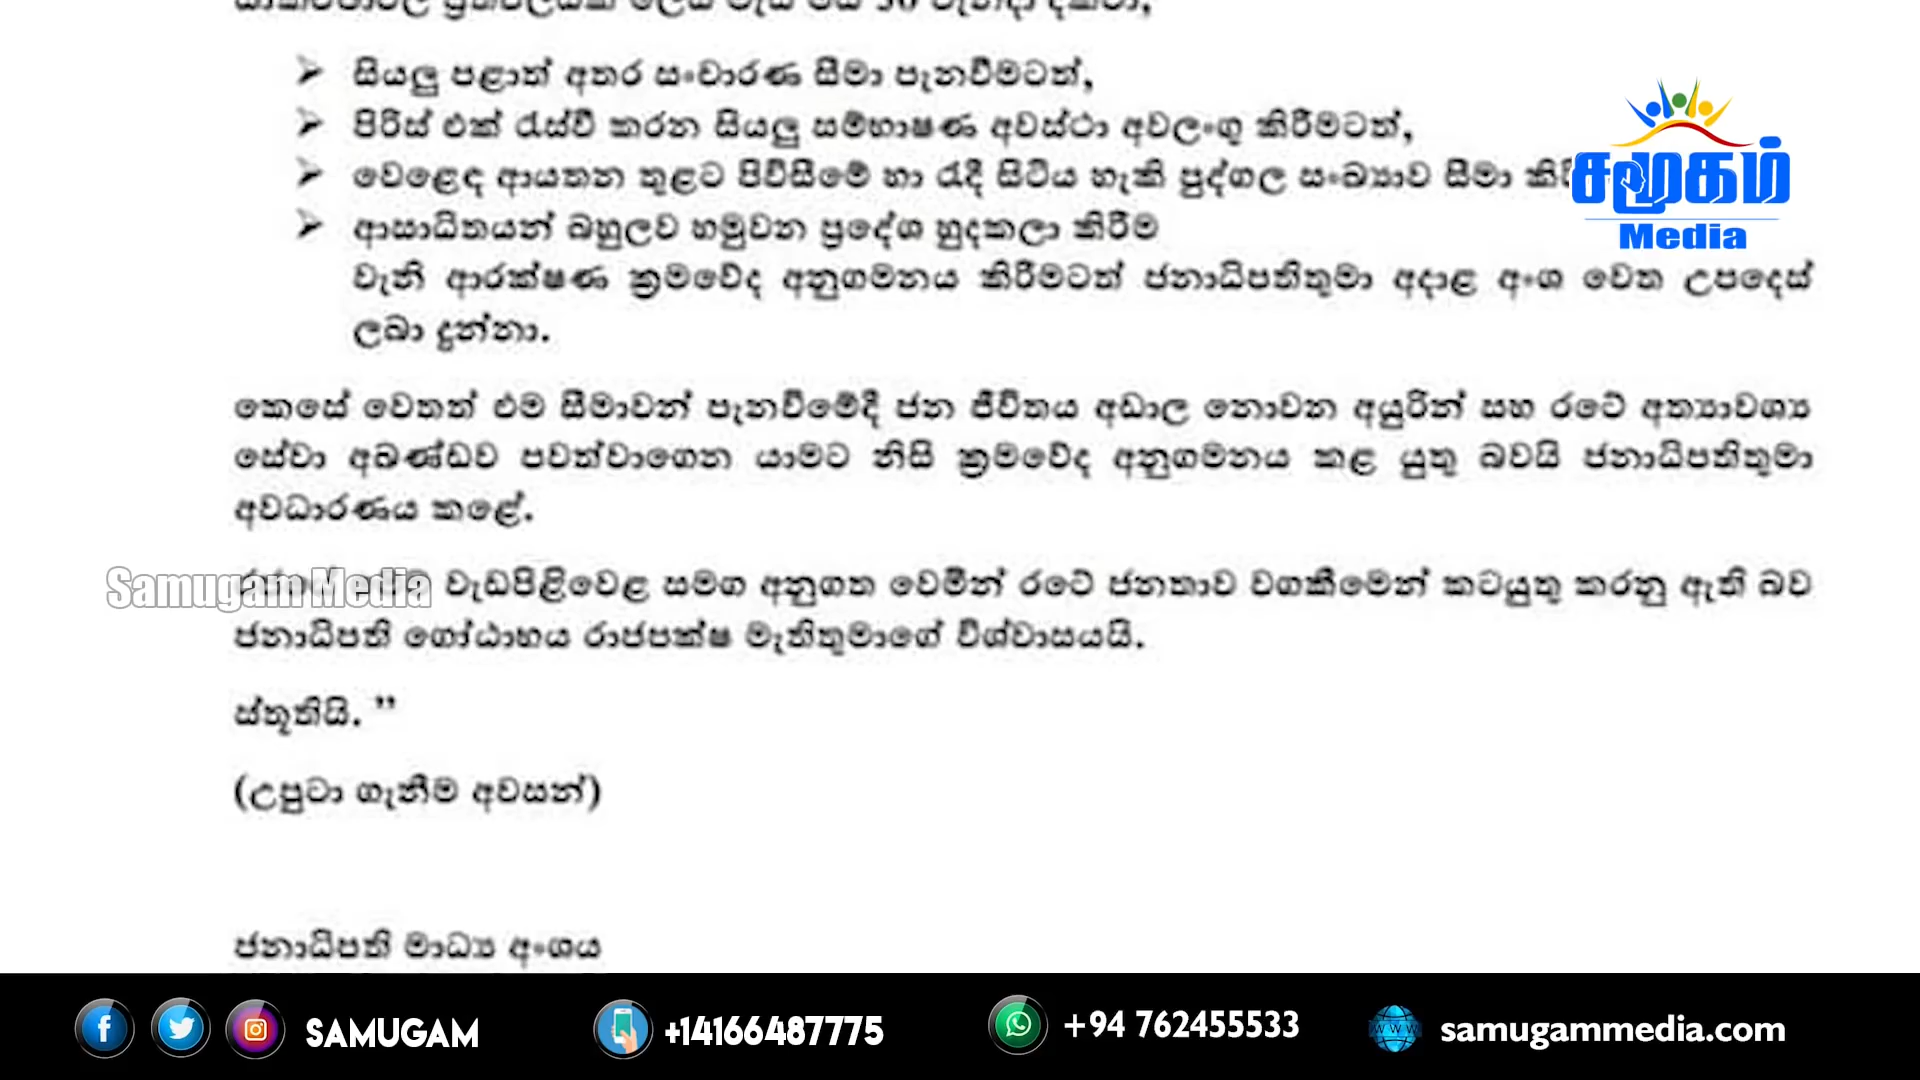 සියලු පළාත් අතර සංචාරණ සීමා පැනවීමටත්,
පිරිස් එක් රැස්වී කරන සියලු සම්භාෂණ අවස්ථා අවලංගු කිරීමටත්,
වෙළෙඳ ආයතන තුළට පිවිසීමේ හා රැඳී සිටිය හැකි පුද්ගල සංඛ්‍යාව සීමා
ආසාධිතයන් බහුලව හමුවන ප්‍රදේශ හුදකලා කිරීම
වැනි ආරක්ෂණ ක්‍රමවේද අනුගමනය කිරීමටත් ජනාධිපතිතුමා අදාළ අංශ වෙත උපදෙස්
ලබා දුන්නා.
කෙසේ වෙතත් එම සීමාවන් පැනවීමේදී ජන ජීවිතය අඩාල නොවන අයුරින් සහ රටේ අත්‍යාවශ්‍ය
සේවා අඛණ්ඩව පවත්වාගෙන යාමට නිසි ක්‍රමවේද අනුගමනය කළ යුතු බවයි ජනාධිපතිතුමා
අවධාරණය කළේ.
වැඩපිළිවෙළ සමග අනුගත වෙමින් රටේ ජනතාව වගකීමෙන් කටයුතු කරනු ඇති බව
ජනාධිපති ගෝඨාභය රාජපක්ෂ මැතිතුමාගේ විශ්වාසයයි.
ස්තූතියි. ”
(උපුටා ගැනීම අවසන්)
ජනාධිපති මාධ්‍ය අංශය
சமூகம்
Media
Samugam Media
SAMUGAM
+14166487775
+94 762455533
samugammedia.com